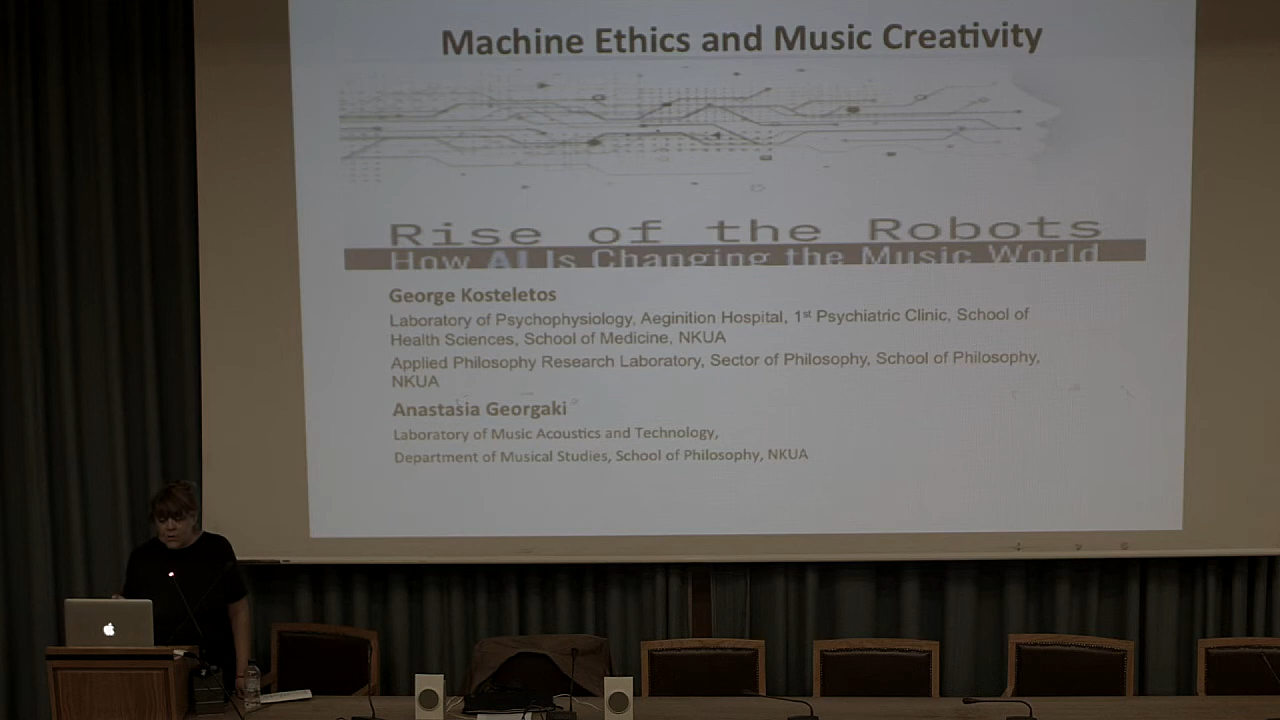 Machine Ethics and Music Creativity
Rise of the Robots
How AI Is Changing the Music World
George Kosteletos
Laboratory of Psychophysiology, Aeginition Hospital, 1st Psychiatric Clinic, School of
Health Sciences, School of Medicine, NKUA
Applied Philosophy Research Laboratory, Sector of Philosophy, School of Philosophy,
NKUA
Anastasia Georgaki
Laboratory of Music Acoustics and Technology,
Department of Musical Studies, School of Philosophy, NKUA